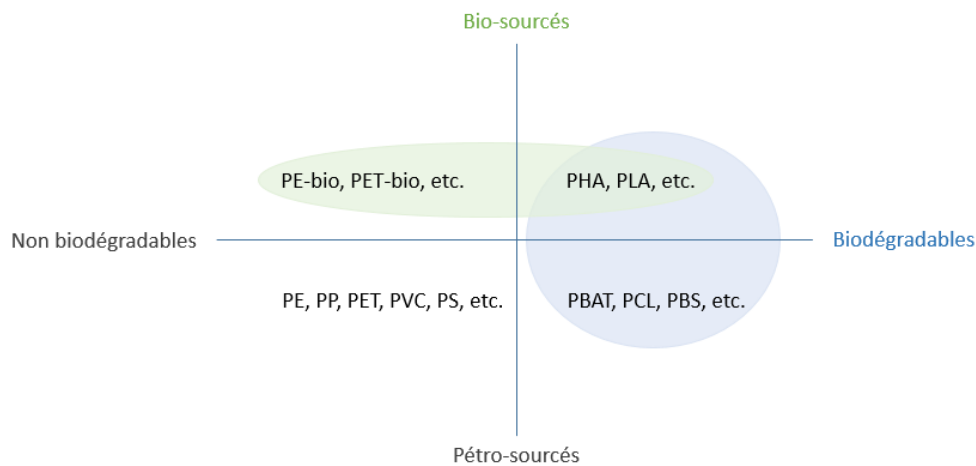 Bio-sourcés
PE-bio, PET-bio, etc.
PHA, PLA, etc.
Non biodégradables
Biodégradables
PE, PP, PET, PVC, PS, etc.
PBAT, PCL, PBS, etc.
Pétro-sourcés